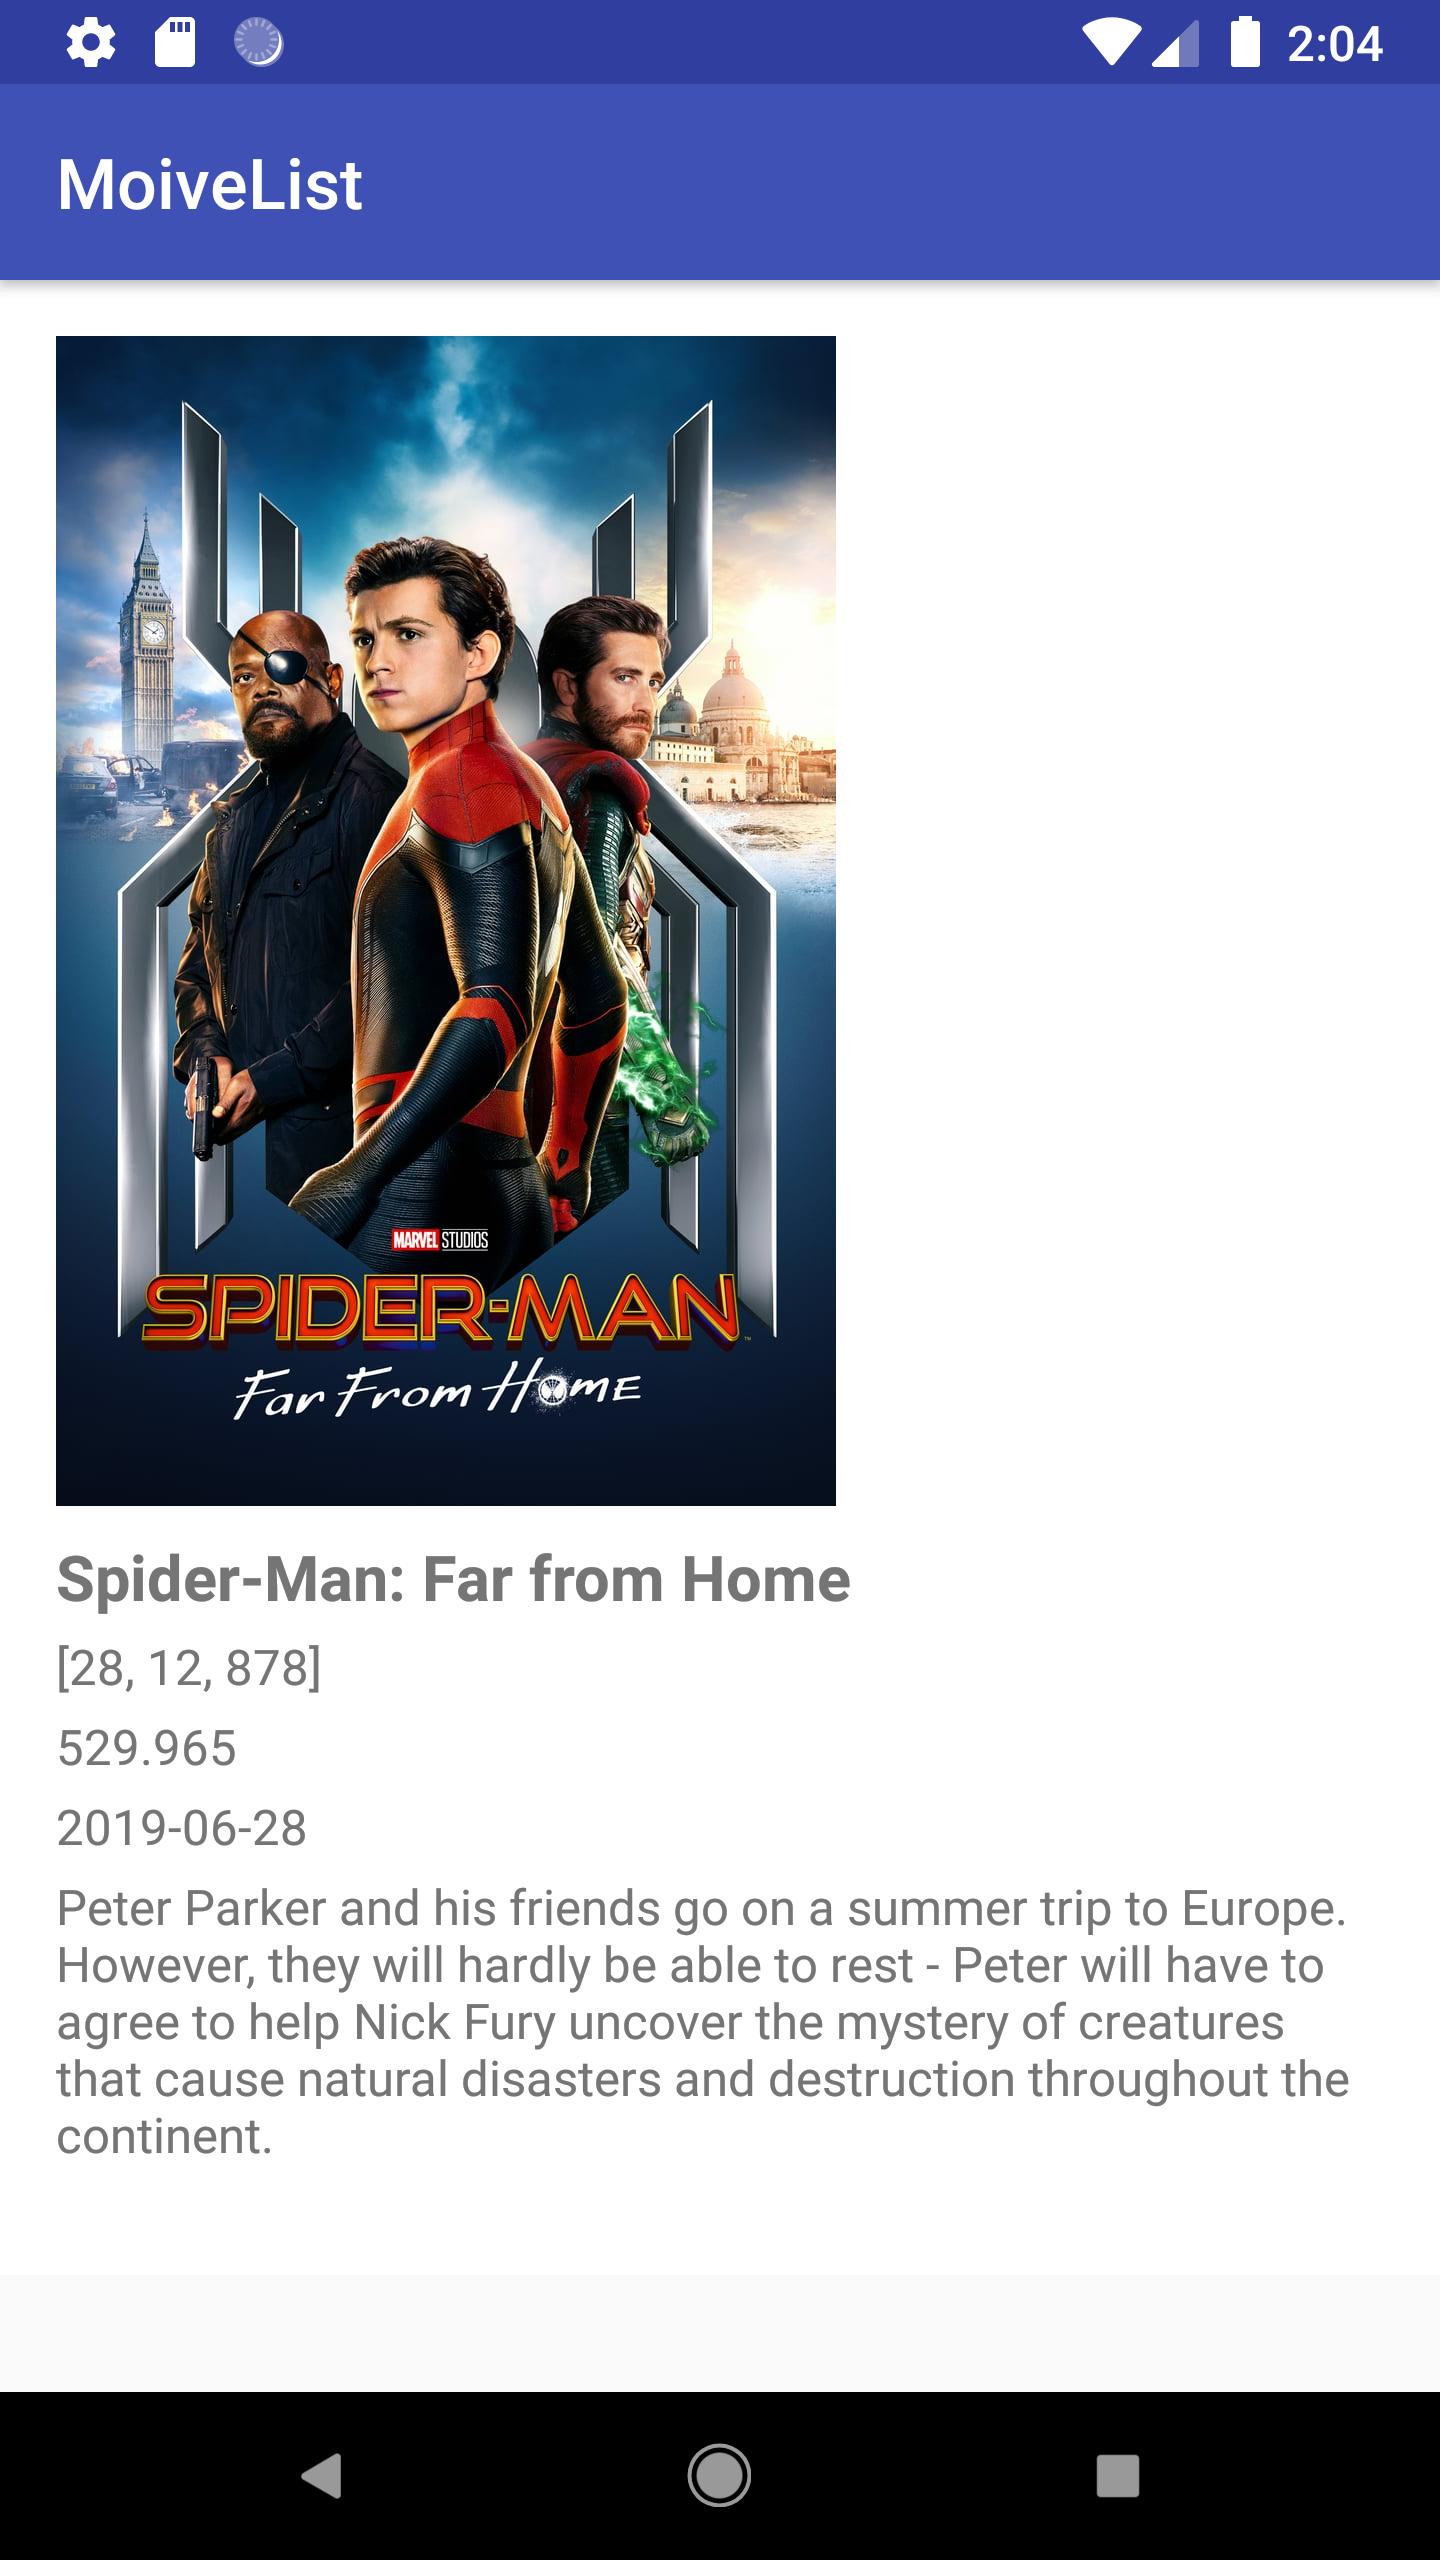 2:04
MoiveList
MARVEL STUDIOS
SPIDER-MAN
Far From Home
Spider-Man: Far from Home
[28, 12, 878]
529.965
2019-06-28
Peter Parker and his friends go on a summer trip to Europe.
However, they will hardly be able to rest - Peter will have to
agree to help Nick Fury uncover the mystery of creatures
that cause natural disasters and destruction throughout the
continent.